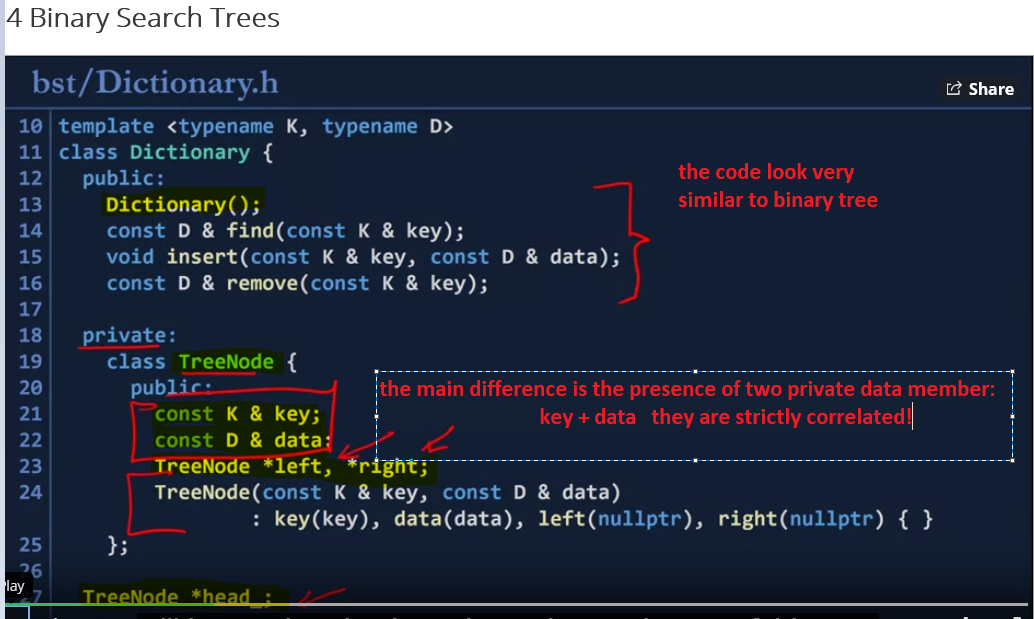 4 Binary Search Trees
bst/Dictionary.h
Share
10 template <typename K, typename D>
11 class Dictionary {
12 public:
13 Dictionary();
14 const D & find(const K & key);
15 void insert(const K & key, const D & data);
16 const D & remove(const K & key);
17
18 private:
19 class TreeNode {
20 public:
21 const K & key;
22 const D & data;
23 TreeNode *left, *right;
24 TreeNode(const K & key, const D & data)
: key(key), data(data), left(nullptr), right(nullptr) { }
25 };
26
27 TreeNode *head_;
the code look very
similar to binary tree
the main difference is the presence of two private data member:
key + data they are strictly correlated!